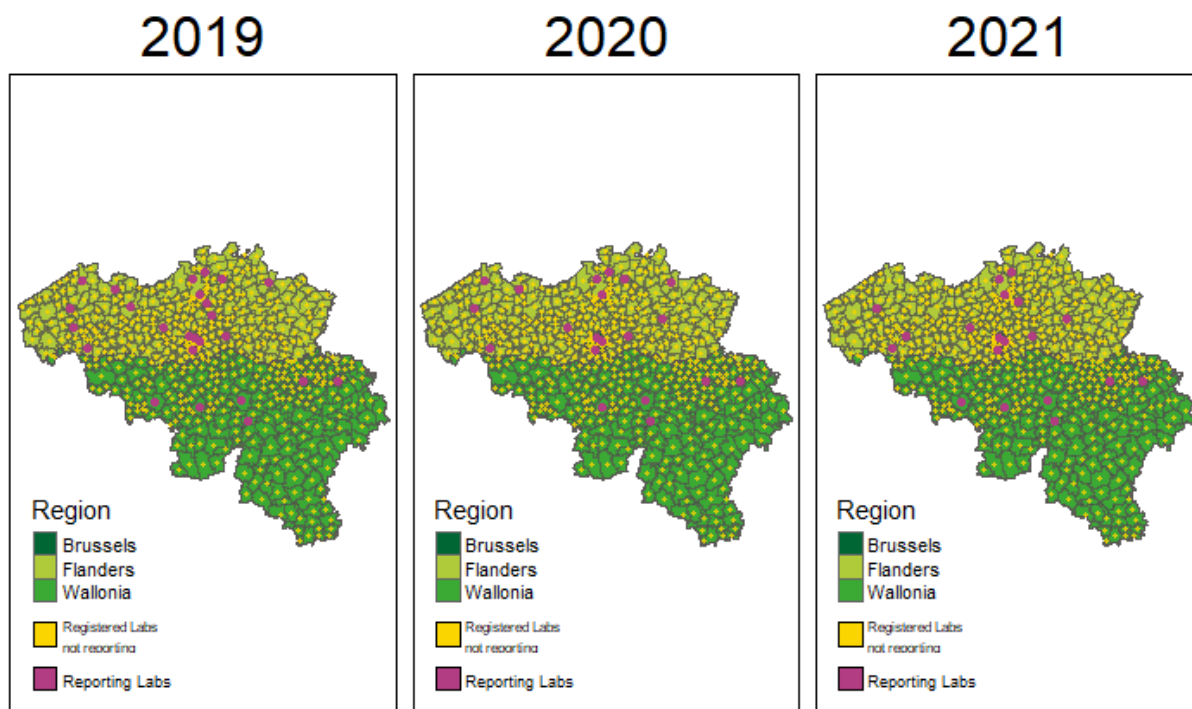 2019
2020
2021
Region
Brussels
Flanders
Wallonia
Registered Labs
not reporting
Reporting Labs
Region
Brussels
Flanders
Wallonia
Registered Labs
not reporting
Reporting Labs
Region
Brussels
Flanders
Wallonia
Registered Labs
not reporting
Reporting Labs